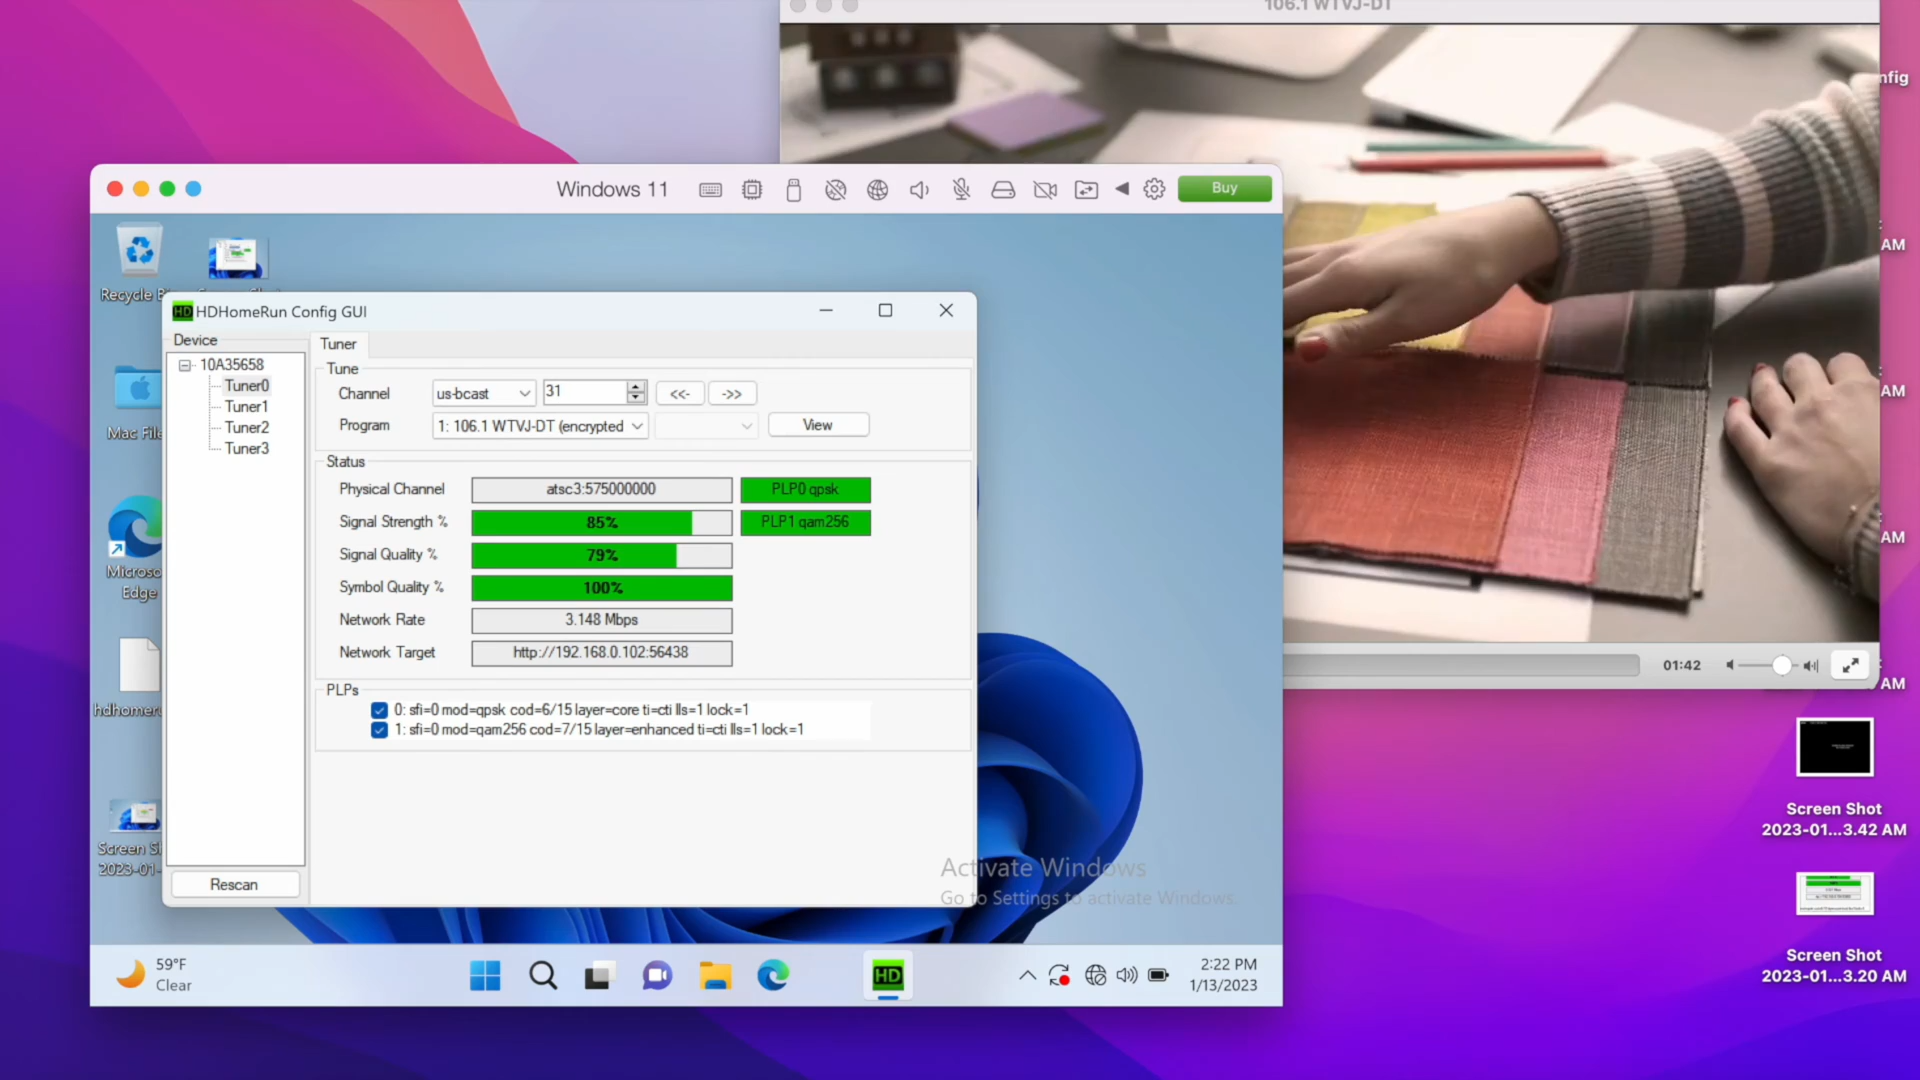 106.1 WTVJ-DT
nfig
Windows 11
Buy
AM
Recycle B
HD HDHomeRun Config GUI
Device
Tuner
10A35658
Tuner0
Tuner1
Tuner2
Tuner3
Tune
Channel
us-bcast
31
<<-
->>
Program
1: 106.1 WTVJ-DT (encrypted
View
Status
Physical Channel
atsc3:575000000
PLP0 qpsk
Signal Strength %
85%
PLP1 qam256
Signal Quality %
79%
Symbol Quality %
100%
Network Rate
3.148 Mbps
Network Target
http://192.168.0.102:56438
PLPs
0: sfi=0 mod=qpsk cod=6/15 layer=core ti=cti lls=1 lock=1
1: sfi=0 mod=qam256 cod=7/15 layer=enhanced ti=cti lls=1 lock=1
Rescan
Mac File
Microso
Edge
hdhomeru
Screen S
2023-01-
AM
AM
01:42
AM
Screen Shot
2023-01...3.42 AM
Screen Shot
2023-01...3.20 AM
Activate Windows
Go to Settings to activate Windows.
59°F
Clear
HD
2:22 PM
1/13/2023